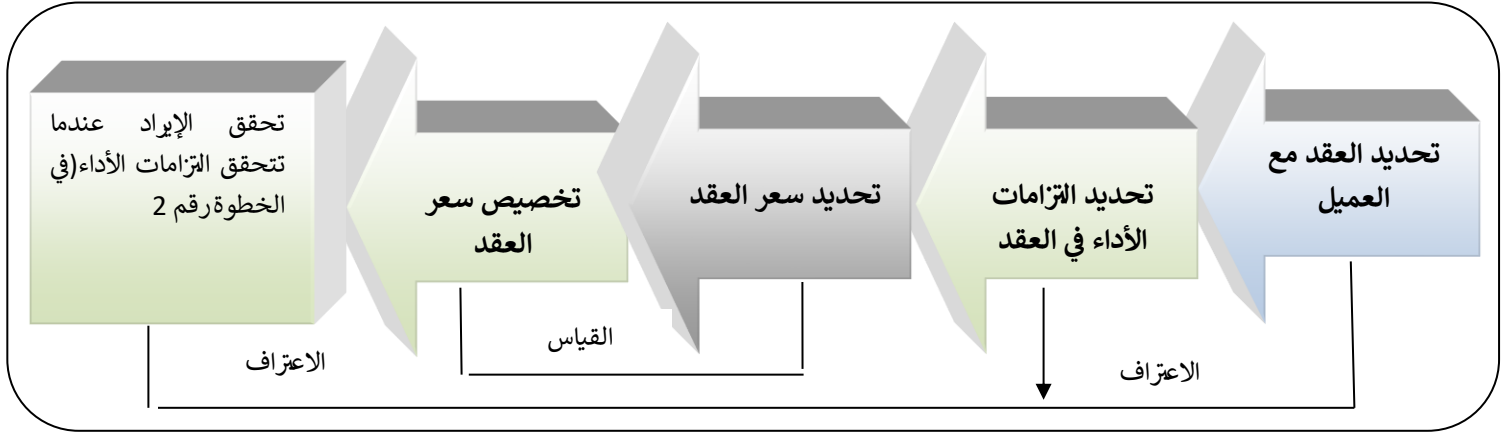 تحديد العقد مع
العميل
تحديد التزامات
الأداء في العقد
تحديد سعر العقد
تخصيص سعر
العقد
تحقق الإيراد عندما
تتحقق التزامات الأداء(في
الخطوة رقم 2
الاعتراف
القياس
الاعتراف